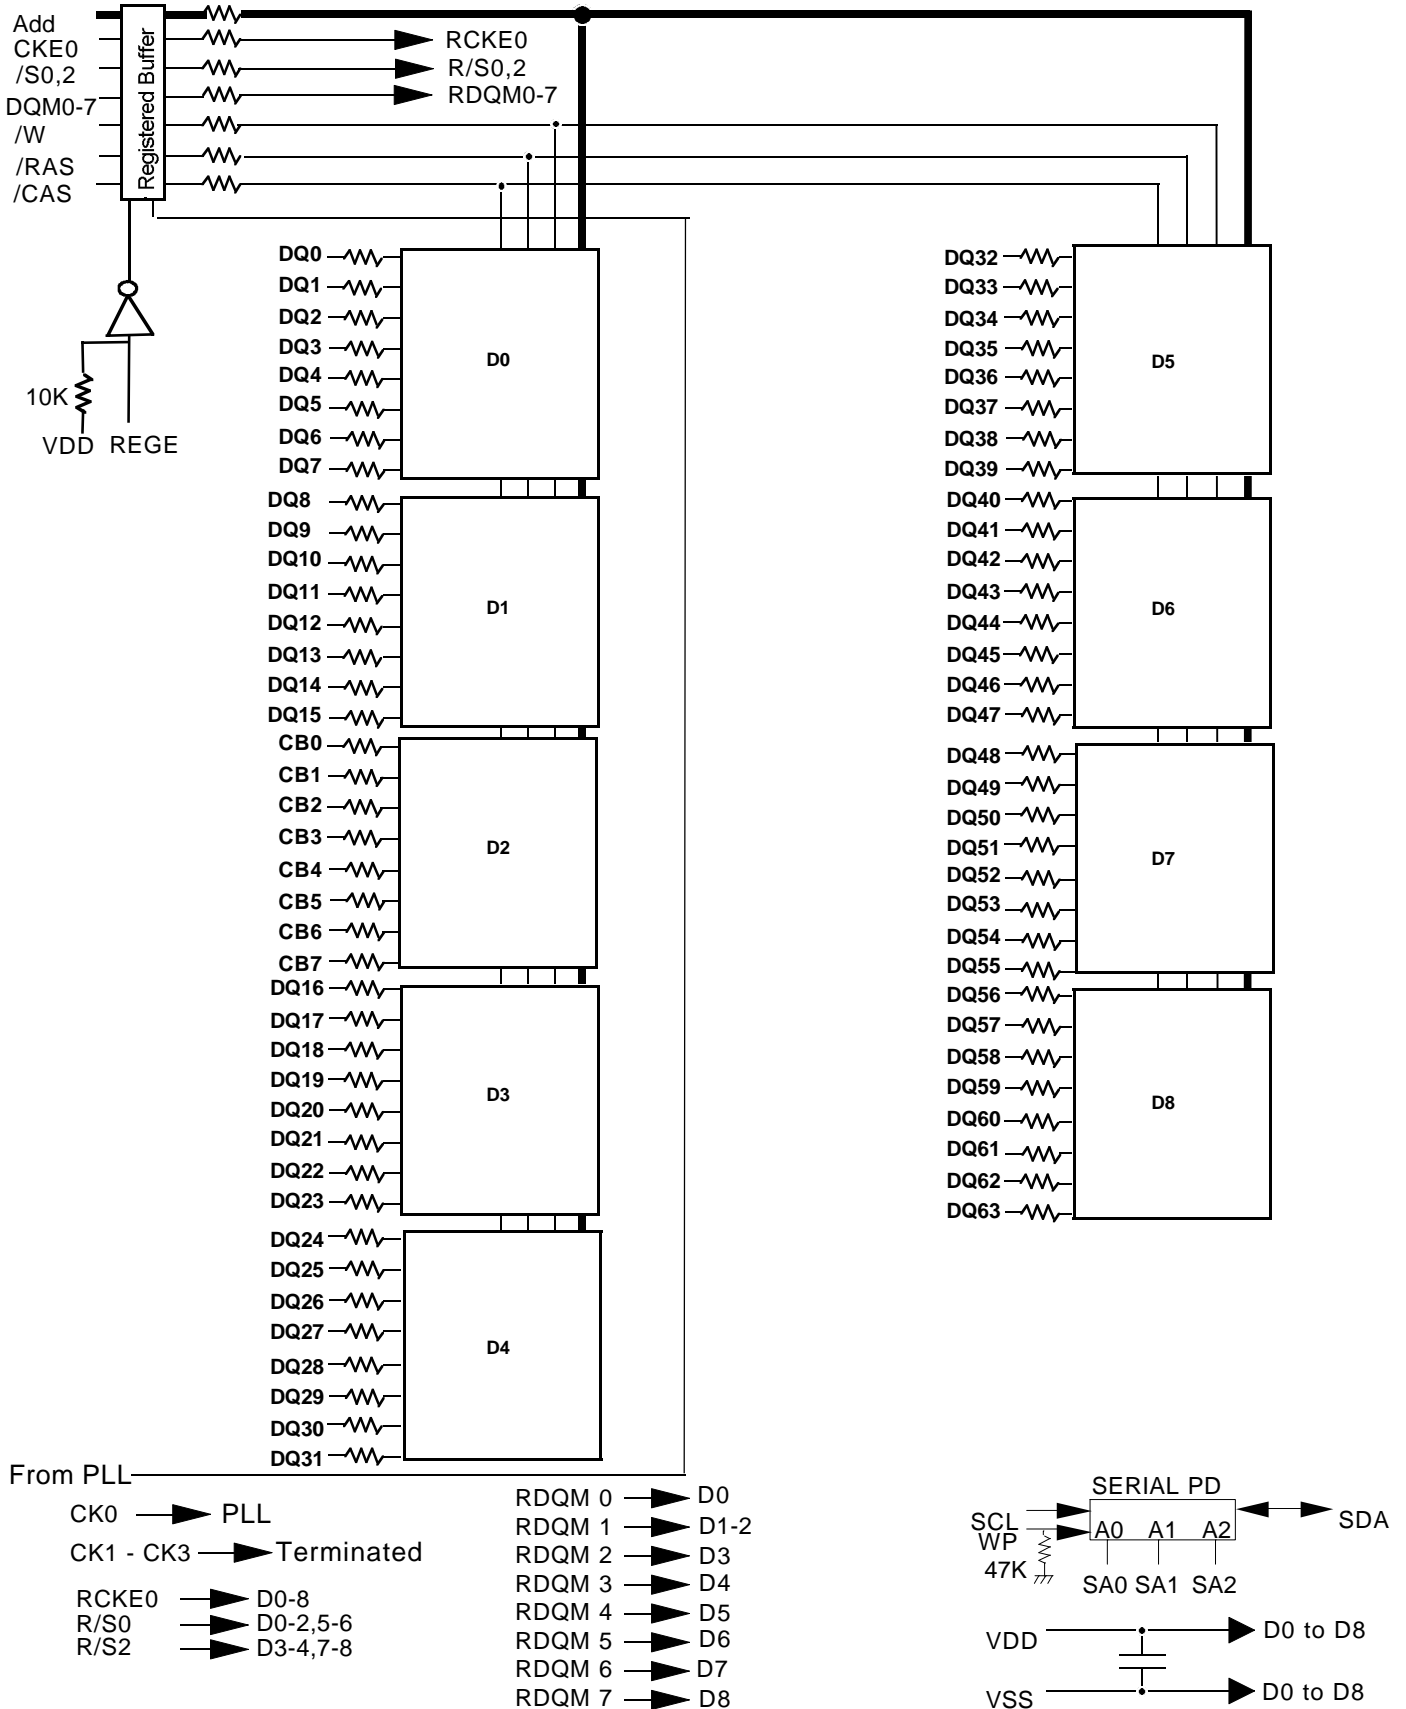 Add
CKE0
/S0,2
DQM0-7
/W
/RAS
/CAS
Registered Buffer
RCKE0
R/S0,2
RDQM0-7
10K
VDD REGE
DQ0
DQ1
DQ2
DQ3
DQ4
DQ5
DQ6
DQ7
D0
DQ8
DQ9
DQ10
DQ11
DQ12
DQ13
DQ14
DQ15
D1
CB0
CB1
CB2
CB3
CB4
CB5
CB6
CB7
D2
DQ16
DQ17
DQ18
DQ19
DQ20
DQ21
DQ22
DQ23
D3
DQ24
DQ25
DQ26
DQ27
DQ28
DQ29
DQ30
DQ31
D4
DQ32
DQ33
DQ34
DQ35
DQ36
DQ37
DQ38
DQ39
D5
DQ40
DQ41
DQ42
DQ43
DQ44
DQ45
DQ46
DQ47
D6
DQ48
DQ49
DQ50
DQ51
DQ52
DQ53
DQ54
DQ55
D7
DQ56
DQ57
DQ58
DQ59
DQ60
DQ61
DQ62
DQ63
D8
From PLL
CK0 PLL
CK1 - CK3 Terminated
RCKE0 D0-8
R/S0 D0-2,5-6
R/S2 D3-4,7-8
RDQM 0 D0
RDQM 1 D1-2
RDQM 2 D3
RDQM 3 D4
RDQM 4 D5
RDQM 5 D6
RDQM 6 D7
RDQM 7 D8
SERIAL PD
SCL
WP
47K
A0 A1 A2
SDA
SA0 SA1 SA2
VDD D0 to D8
VSS D0 to D8